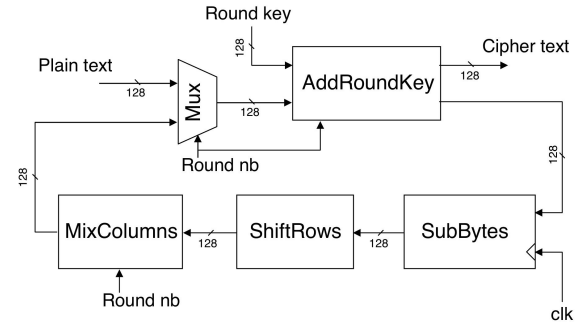 Round key
128
Plain text
128
Mux
128
AddRoundKey
Cipher text
128
Round nb
128
128
MixColumns
128
ShiftRows
128
SubBytes
Round nb
clk